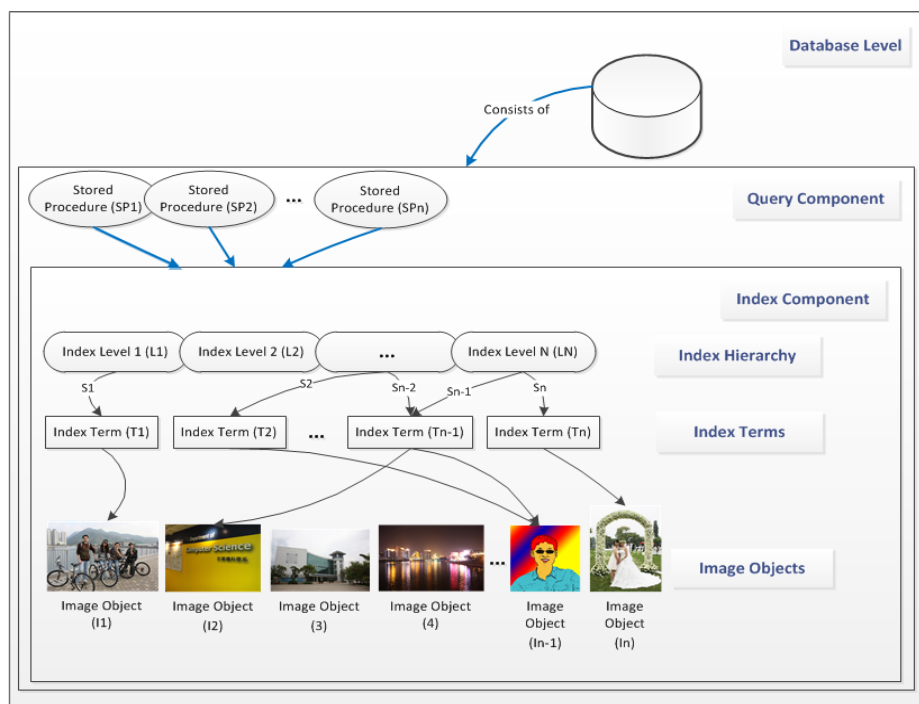 Database Level
Consists of
Stored
Procedure (SP1)
Stored
Procedure (SP2)
...
Stored
Procedure (SPn)
Query Component
Index Component
Index Level 1 (L1)
Index Level 2 (L2)
...
Index Level N (LN)
Index Hierarchy
S1
S2
Sn-2
Sn-1
Sn
Index Term (T1)
Index Term (T2)
...
Index Term (Tn-1)
Index Term (Tn)
Index Terms
Computer Science
...
Image Objects
Image Object
(I1)
Image Object
(I2)
Image Object
(3)
Image Object
(4)
Image
Object
(In-1)
Image
Object
(In)